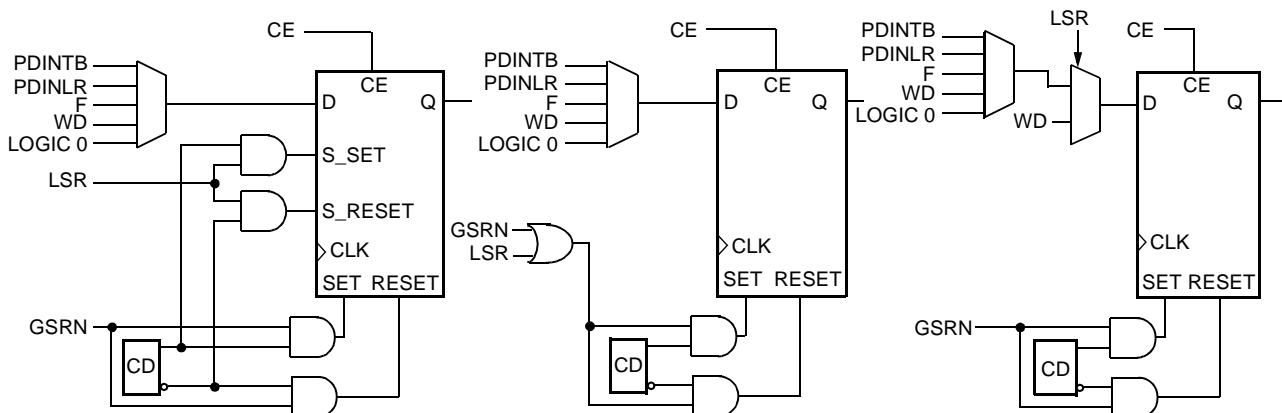 CE
PDINTB
PDINLR
F
WD
LOGIC 0
D
CE
Q
S_SET
LSR
S_RESET
CLK
SET RESET
GSRN
CD
CE
PDINTB
PDINLR
F
WD
LOGIC 0
D
CE
Q
GSRN
LSR
CLK
SET RESET
CD
LSR
CE
PDINTB
PDINLR
F
WD
LOGIC 0
WD
D
CE
Q
CLK
SET RESET
GSRN
CD